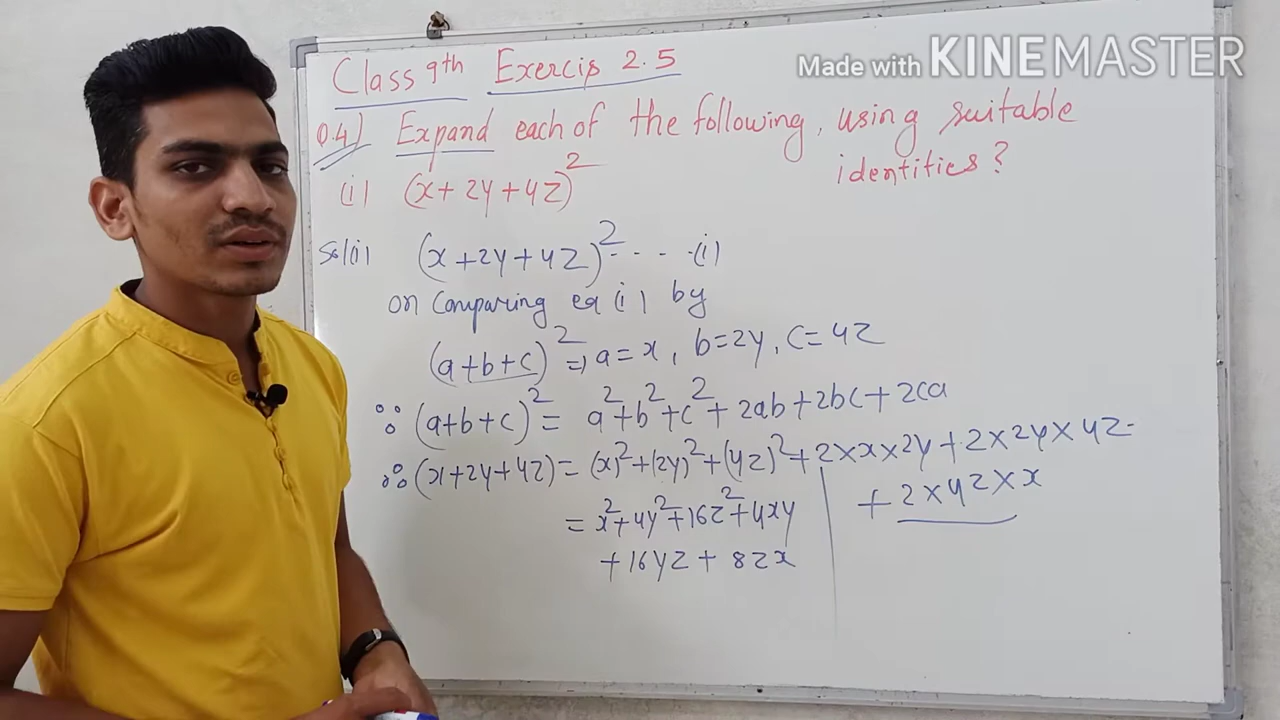 Made with KINEMASTER
Class 9th Exercis 2.5
Q.4) Expand each of the following, using suitable
identities?
(i) (x+2y+4z)²
Sol(i) (x+2y+4z)² - - - -(i)
on Comparing eq (i) by
(a+b+c)² ⇒ a=x, b=2y, c=4z
∵ (a+b+c)² = a²+b²+c²+2ab+2bc+2ca
∴ (x+2y+4z) = (x)²+(2y)²+(4z)²+2×x×2y+2×2y×4z
+2×4z×x
= x²+4y²+16z²+4xy
+16yz+8zx